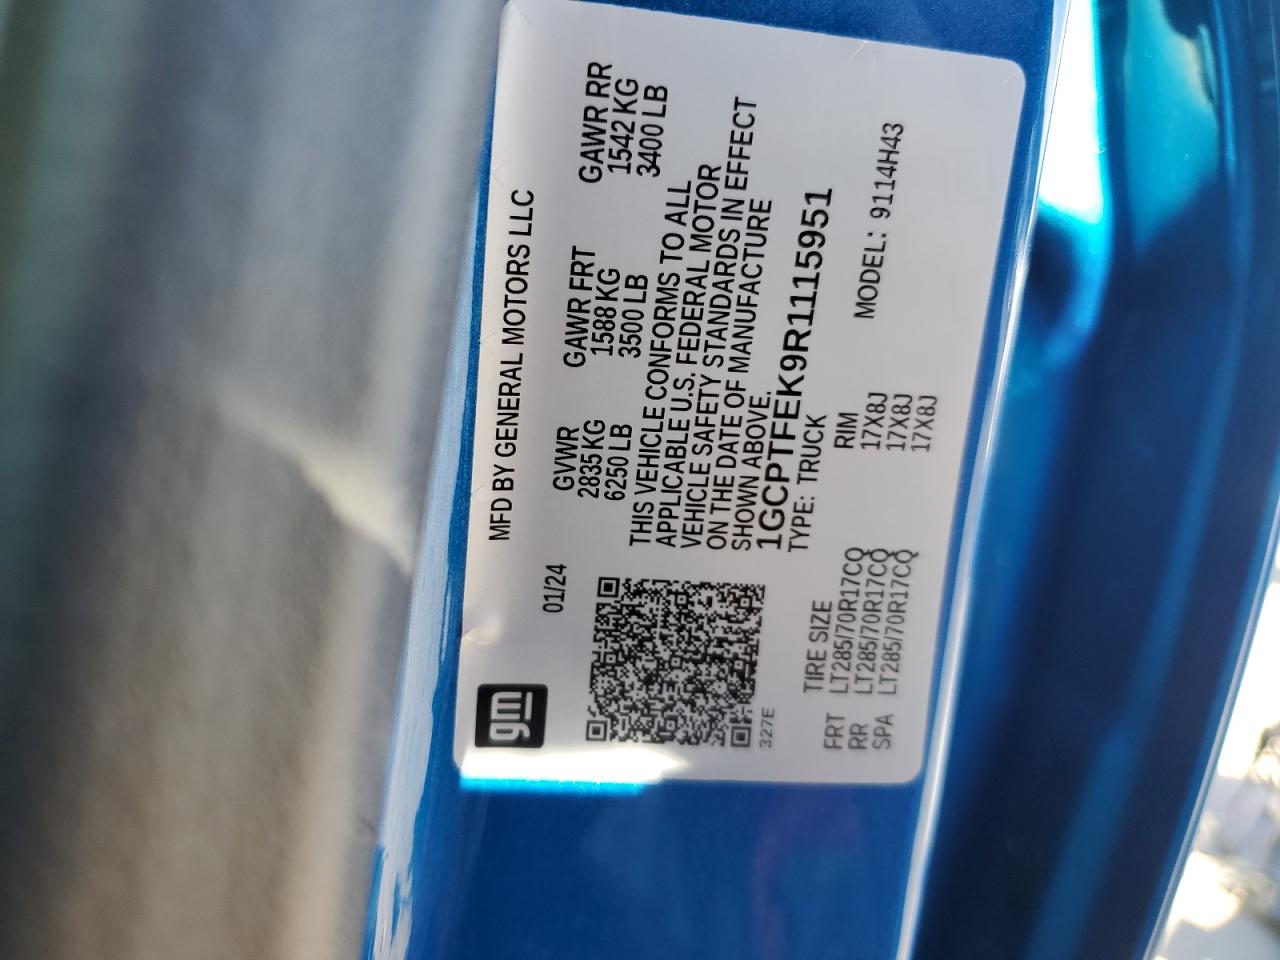 gm
MFD BY GENERAL MOTORS LLC
01/24
GVWR GAWR FRT GAWR RR
2835 KG 1588 KG 1542 KG
6250 LB 3500 LB 3400 LB
THIS VEHICLE CONFORMS TO ALL
APPLICABLE U.S. FEDERAL MOTOR
VEHICLE SAFETY STANDARDS IN EFFECT
ON THE DATE OF MANUFACTURE
SHOWN ABOVE.
1GCPTFEK9R1115951
327E
TYPE: TRUCK
TIRE SIZE RIM MODEL: 9114H43
FRT LT285/70R17CQ 17X8J
RR LT285/70R17CQ 17X8J
SPA LT285/70R17CQ 17X8J